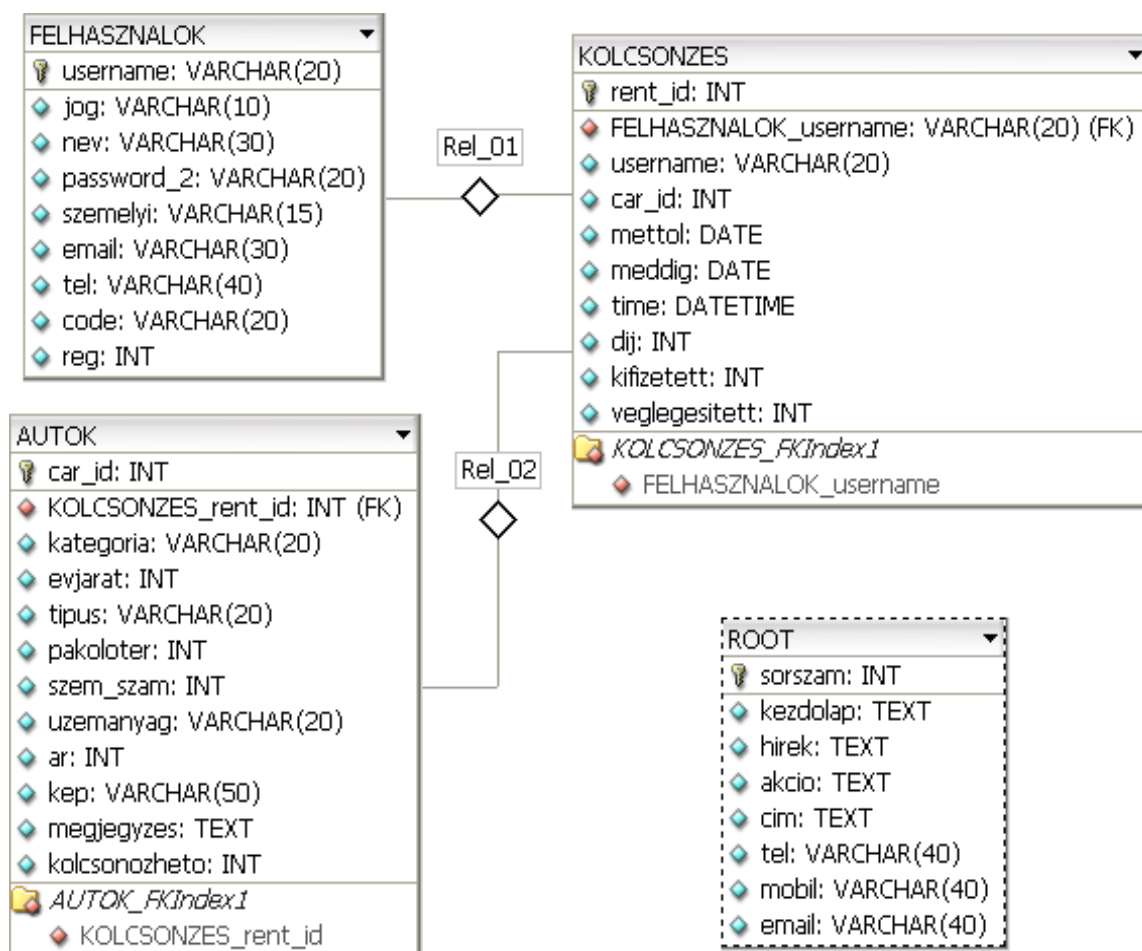 FELHASZNALOK
username: VARCHAR(20)
jog: VARCHAR(10)
nev: VARCHAR(30)
password_2: VARCHAR(20)
szemelyi: VARCHAR(15)
email: VARCHAR(30)
tel: VARCHAR(40)
code: VARCHAR(20)
reg: INT
Rel_01
KOLCSONZES
rent_id: INT
FELHASZNALOK_username: VARCHAR(20) (FK)
username: VARCHAR(20)
car_id: INT
mettol: DATE
meddig: DATE
time: DATETIME
dij: INT
kifizetett: INT
veglegesitett: INT
KOLCSONZES_FKIndex1
FELHASZNALOK_username
AUTOK
car_id: INT
KOLCSONZES_rent_id: INT (FK)
kategoria: VARCHAR(20)
evjarat: INT
tipus: VARCHAR(20)
pakoloter: INT
szem_szam: INT
uzemanyag: VARCHAR(20)
ar: INT
kep: VARCHAR(50)
megjegyzes: TEXT
kolcsonozheto: INT
AUTOK_FKIndex1
KOLCSONZES_rent_id
Rel_02
ROOT
sorszam: INT
kezdolap: TEXT
hirek: TEXT
akcio: TEXT
cim: TEXT
tel: VARCHAR(40)
mobil: VARCHAR(40)
email: VARCHAR(40)